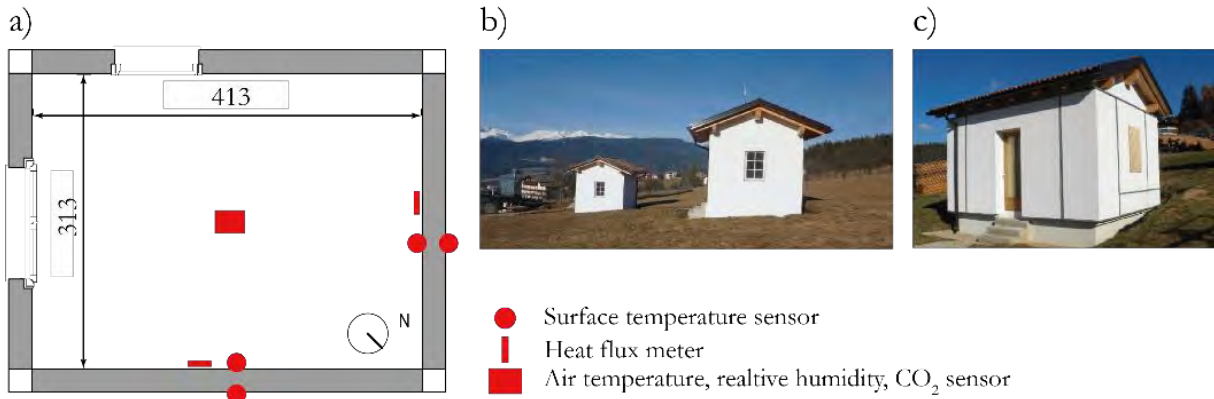 a)
413
313
N
b)
c)
Surface temperature sensor
Heat flux meter
Air temperature, realtive humidity, CO₂ sensor